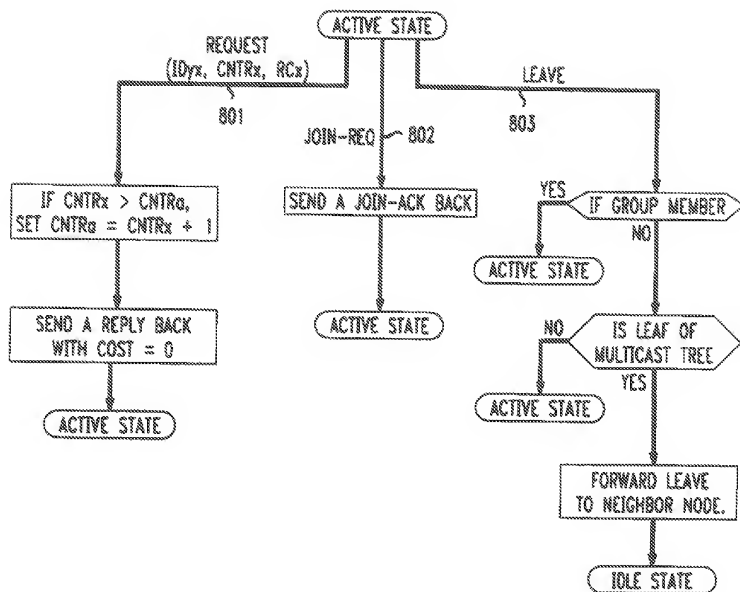 ACTIVE STATE
REQUEST
(IDyx, CNTRx, RCx)
801
JOIN-REQ
802
LEAVE
803
IF CNTRx > CNTRa,
SET CNTRa = CNTRx + 1
SEND A REPLY BACK
WITH COST = 0
ACTIVE STATE
SEND A JOIN-ACK BACK
ACTIVE STATE
YES
IF GROUP MEMBER
NO
ACTIVE STATE
NO
IS LEAF OF
MULTICAST TREE
YES
ACTIVE STATE
FORWARD LEAVE
TO NEIGHBOR NODE.
IDLE STATE